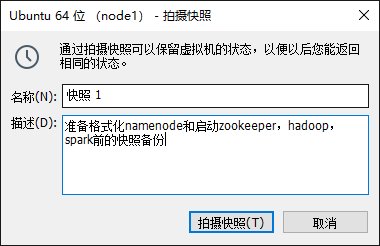 Ubuntu 64 位 （node1） - 拍摄快照
通过拍摄快照可以保留虚拟机的状态，以便以后您能返回
相同的状态。
名称(N): 快照 1
描述(D): 准备格式化namenode和启动zookeeper，hadoop，
spark前的快照备份
拍摄快照(T) 取消